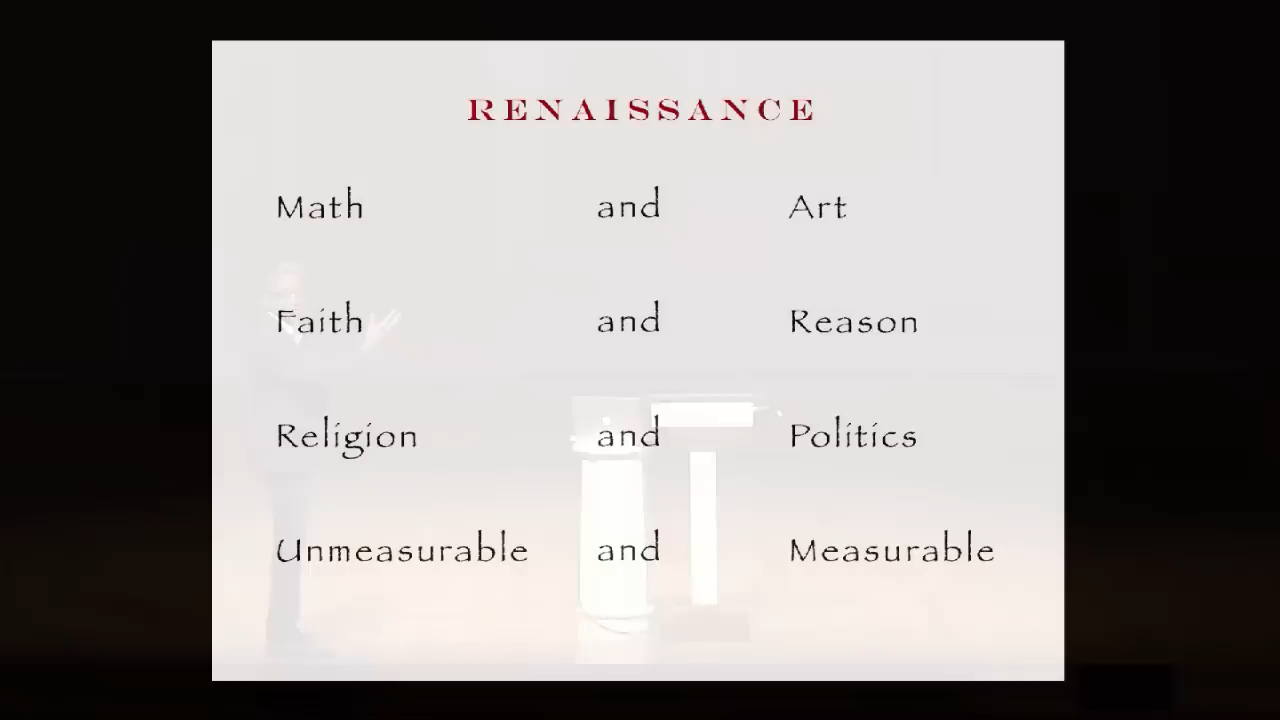 RENAISSANCE
Math and Art
Faith and Reason
Religion and Politics
Unmeasurable and Measurable